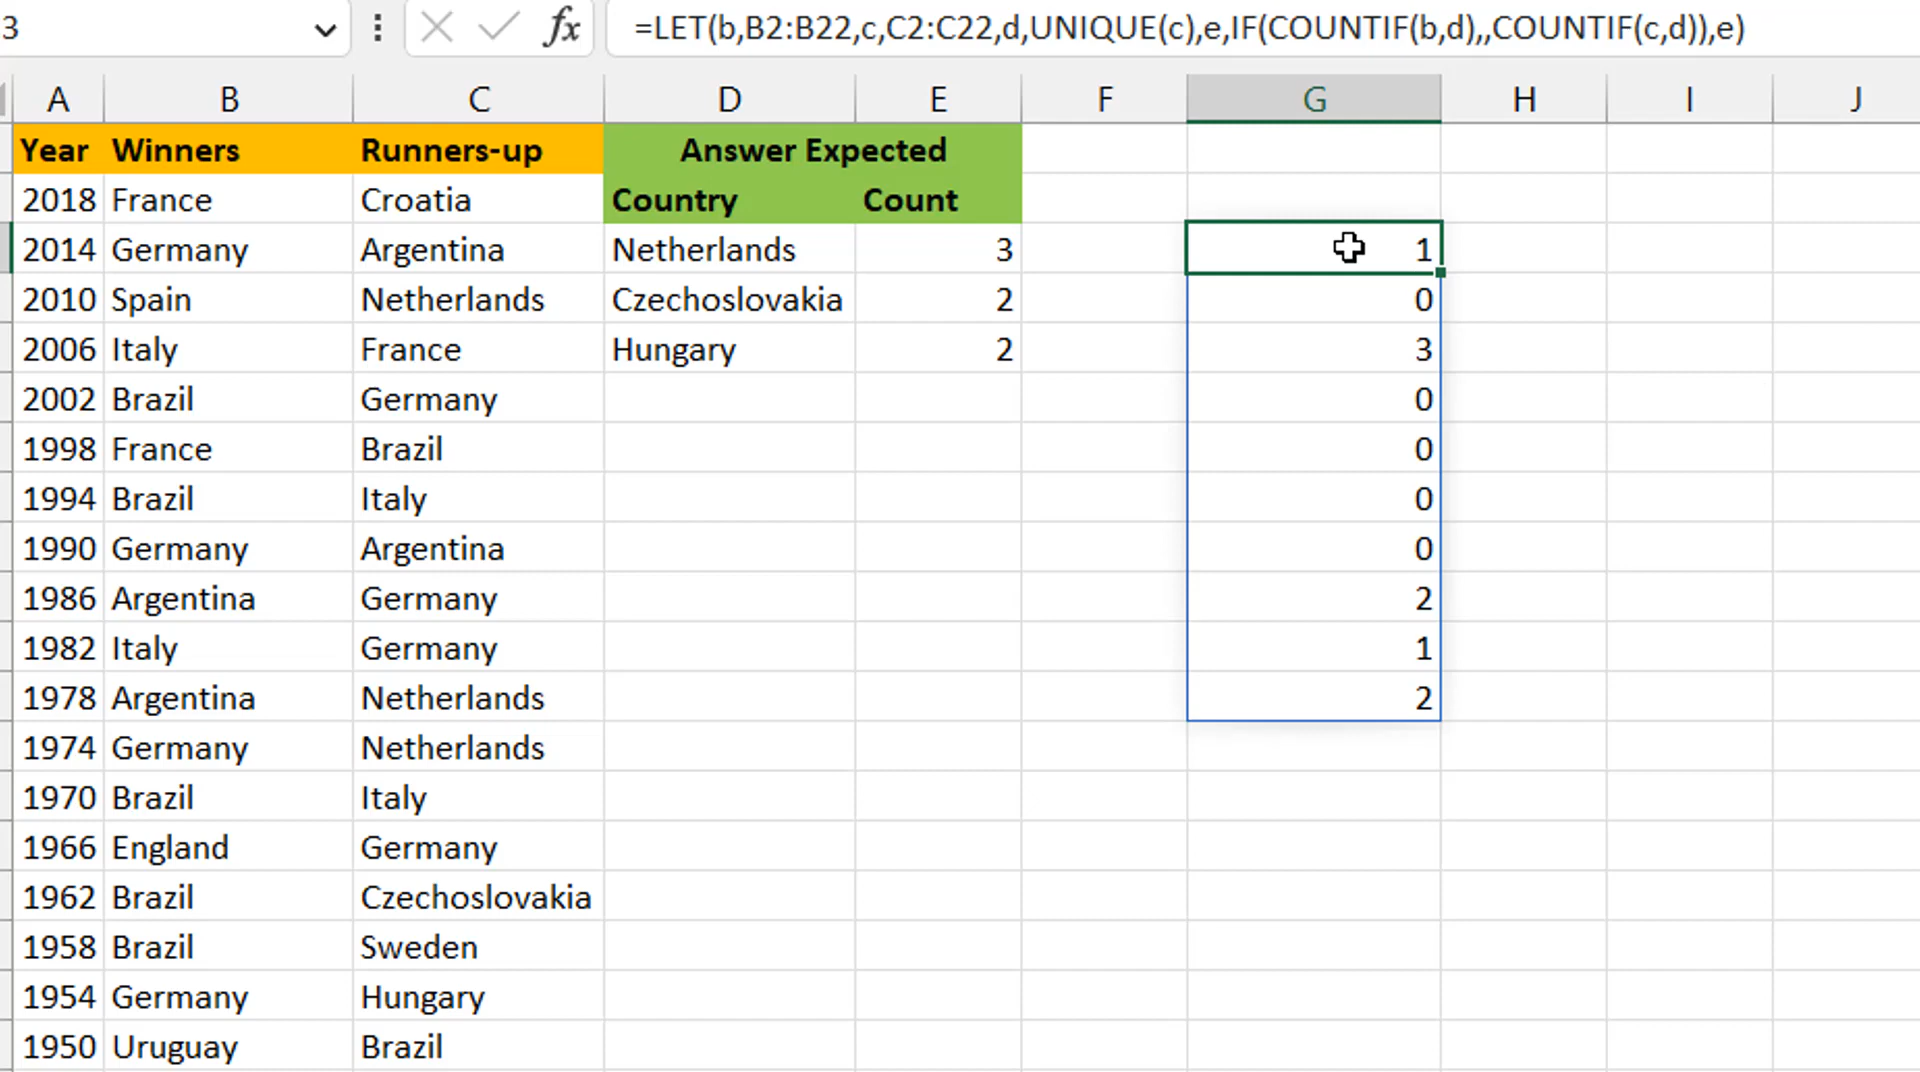 3 fx =LET(b,B2:B22,c,C2:C22,d,UNIQUE(c),e,IF(COUNTIF(b,d),,COUNTIF(c,d)),e)
A B C D E F G H I J
Year Winners Runners-up Answer Expected
2018 France Croatia Country Count
2014 Germany Argentina Netherlands 3 1
2010 Spain Netherlands Czechoslovakia 2 0
2006 Italy France Hungary 2 3
2002 Brazil Germany 0
1998 France Brazil 0
1994 Brazil Italy 0
1990 Germany Argentina 0
1986 Argentina Germany 2
1982 Italy Germany 1
1978 Argentina Netherlands 2
1974 Germany Netherlands
1970 Brazil Italy
1966 England Germany
1962 Brazil Czechoslovakia
1958 Brazil Sweden
1954 Germany Hungary
1950 Uruguay Brazil